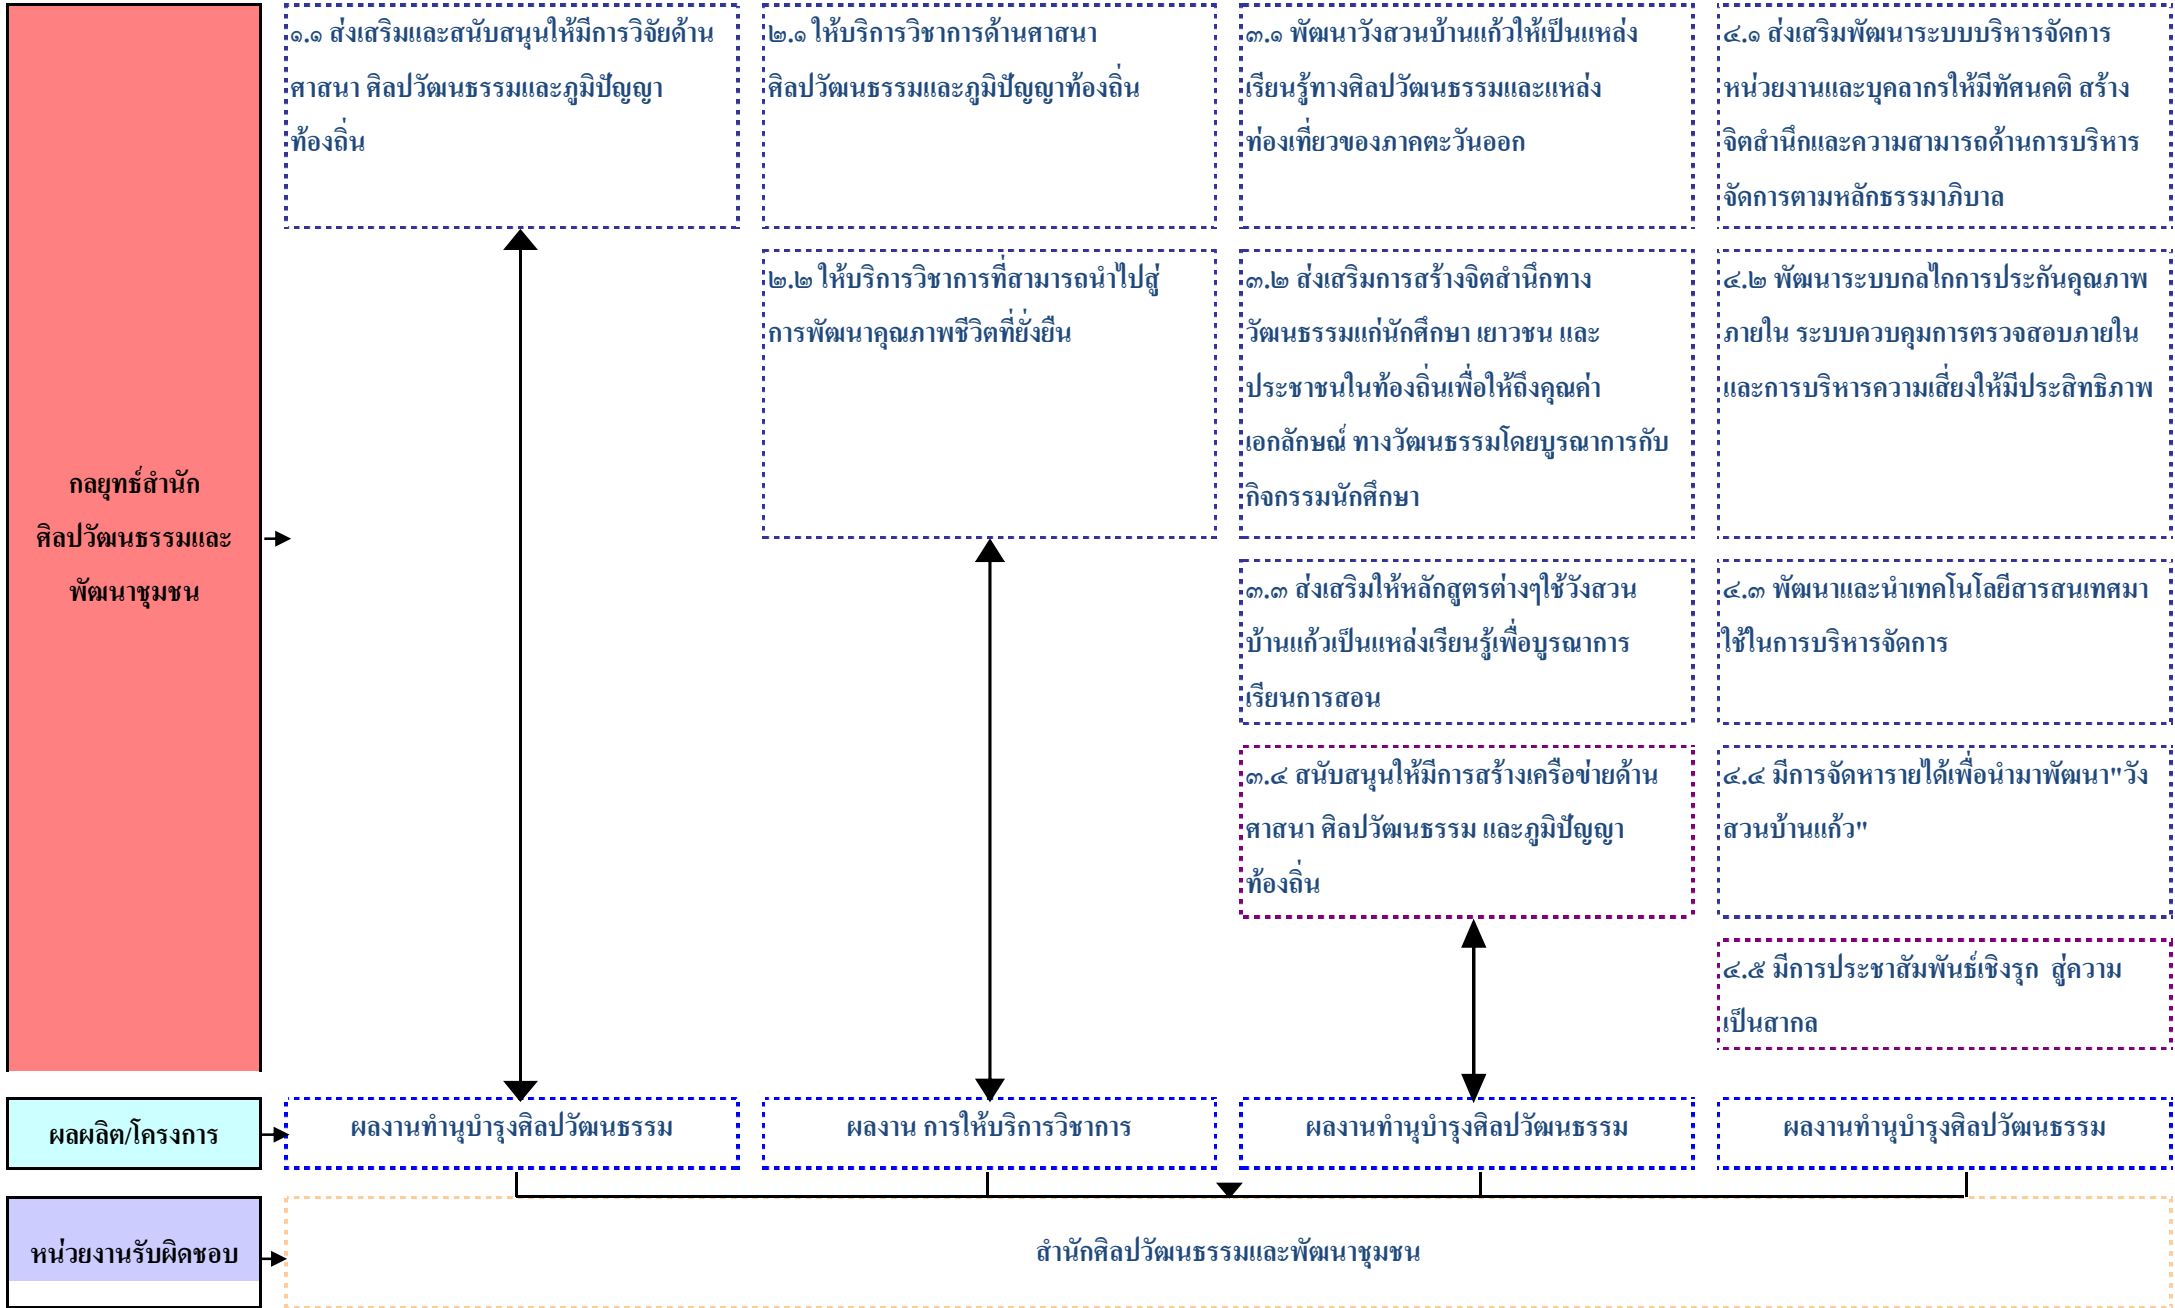 กลยุทธ์สำนัก
ศิลปวัฒนธรรมและ
พัฒนาชุมชน
๑.๑ ส่งเสริมและสนับสนุนให้มีการวิจัยด้าน
ศาสนา ศิลปวัฒนธรรมและภูมิปัญญา
ท้องถิ่น
๒.๑ ให้บริการวิชาการด้านศาสนา
ศิลปวัฒนธรรมและภูมิปัญญาท้องถิ่น
๒.๒ ให้บริการวิชาการที่สามารถนำไปสู่
การพัฒนาคุณภาพชีวิตที่ยั่งยืน
๓.๑ พัฒนาวังสวนบ้านแก้วให้เป็นแหล่ง
เรียนรู้ทางศิลปวัฒนธรรมและแหล่ง
ท่องเที่ยวของภาคตะวันออก
๓.๒ ส่งเสริมการสร้างจิตสำนึกทาง
วัฒนธรรมแก่นักศึกษา เยาวชน และ
ประชาชนในท้องถิ่นเพื่อให้ถึงคุณค่า
เอกลักษณ์ ทางวัฒนธรรมโดยบูรณาการกับ
กิจกรรมนักศึกษา
๓.๓ ส่งเสริมให้หลักสูตรต่างๆใช้วังสวน
บ้านแก้วเป็นแหล่งเรียนรู้เพื่อบูรณาการ
เรียนการสอน
๓.๔ สนับสนุนให้มีการสร้างเครือข่ายด้าน
ศาสนา ศิลปวัฒนธรรม และภูมิปัญญา
ท้องถิ่น
๔.๑ ส่งเสริมพัฒนาระบบบริหารจัดการ
หน่วยงานและบุคลากรให้มีทัศนคติ สร้าง
จิตสำนึกและความสามารถด้านการบริหาร
จัดการตามหลักธรรมาภิบาล
๔.๒ พัฒนาระบบกลไกการประกันคุณภาพ
ภายใน ระบบควบคุมการตรวจสอบภายใน
และการบริหารความเสี่ยงให้มีประสิทธิภาพ
๔.๓ พัฒนาและนำเทคโนโลยีสารสนเทศมา
ใช้ในการบริหารจัดการ
๔.๔ มีการจัดหารายได้เพื่อนำมาพัฒนา"วัง
สวนบ้านแก้ว"
๔.๕ มีการประชาสัมพันธ์เชิงรุก สู่ความ
เป็นสากล
ผลผลิต/โครงการ
ผลงานทำนุบำรุงศิลปวัฒนธรรม
ผลงาน การให้บริการวิชาการ
ผลงานทำนุบำรุงศิลปวัฒนธรรม
ผลงานทำนุบำรุงศิลปวัฒนธรรม
หน่วยงานรับผิดชอบ
สำนักศิลปวัฒนธรรมและพัฒนาชุมชน